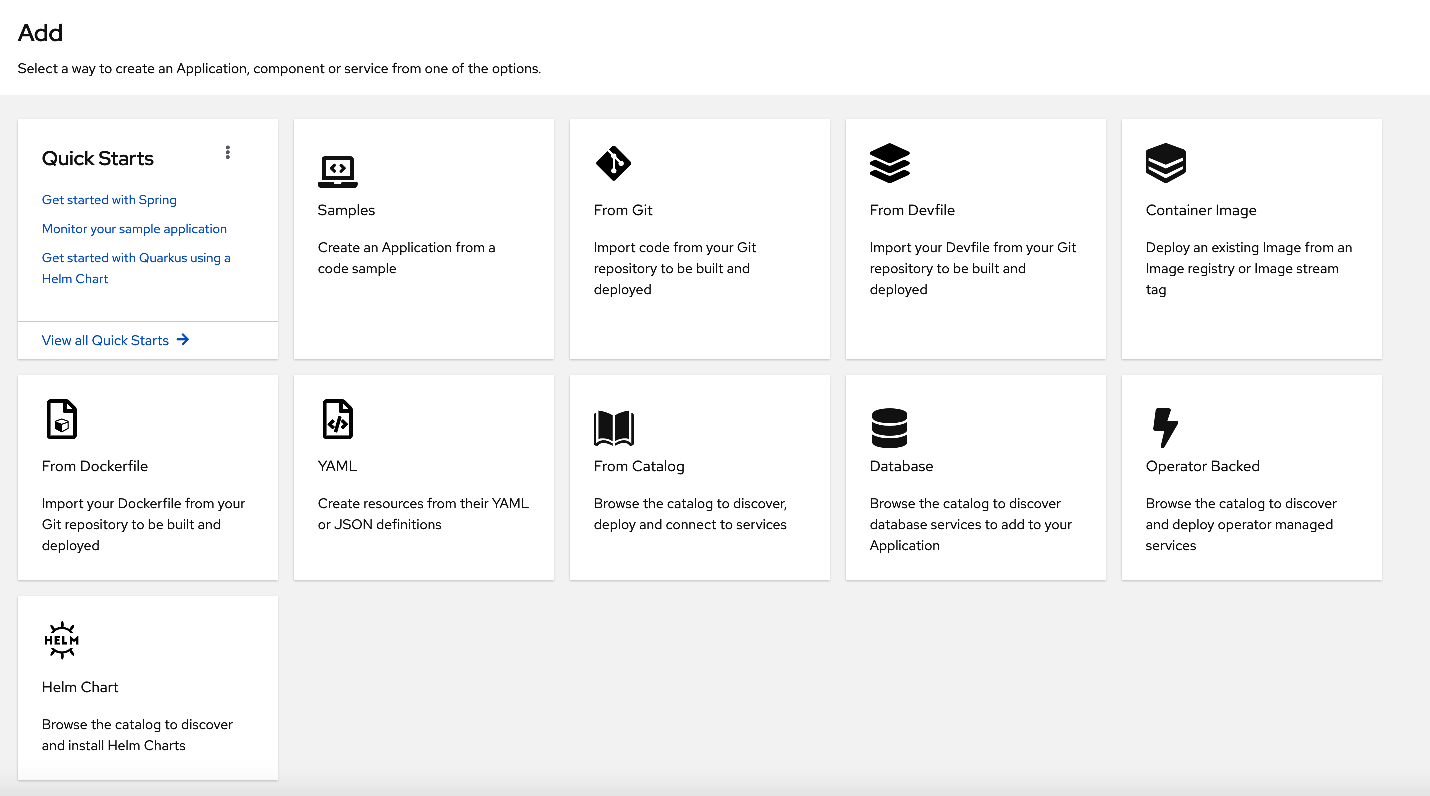 Add
Select a way to create an Application, component or service from one of the options.
Quick Starts
Get started with Spring
Monitor your sample application
Get started with Quarkus using a
Helm Chart
View all Quick Starts
Samples
Create an Application from a
code sample
From Git
Import code from your Git
repository to be built and
deployed
From Devfile
Import your Devfile from your Git
repository to be built and
deployed
Container Image
Deploy an existing Image from an
Image registry or Image stream
tag
From Dockerfile
Import your Dockerfile from your
Git repository to be built and
deployed
YAML
Create resources from their YAML
or JSON definitions
From Catalog
Browse the catalog to discover,
deploy and connect to services
Database
Browse the catalog to discover
database services to add to your
Application
Operator Backed
Browse the catalog to discover
and deploy operator managed
services
HELM
Helm Chart
Browse the catalog to discover
and install Helm Charts